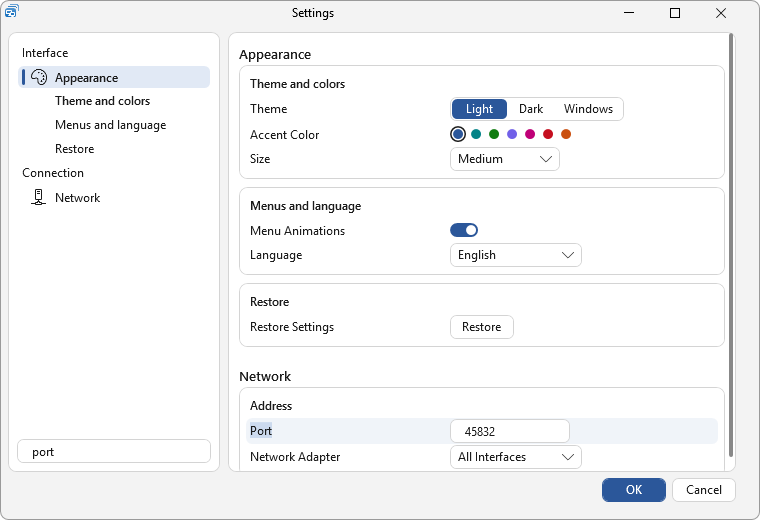 Settings
Interface
Appearance
Theme and colors
Menus and language
Restore
Connection
Network
port
Appearance
Theme and colors
Theme Light Dark Windows
Accent Color
Size Medium
Menus and language
Menu Animations
Language English
Restore
Restore Settings Restore
Network
Address
Port 45832
Network Adapter All Interfaces
OK Cancel